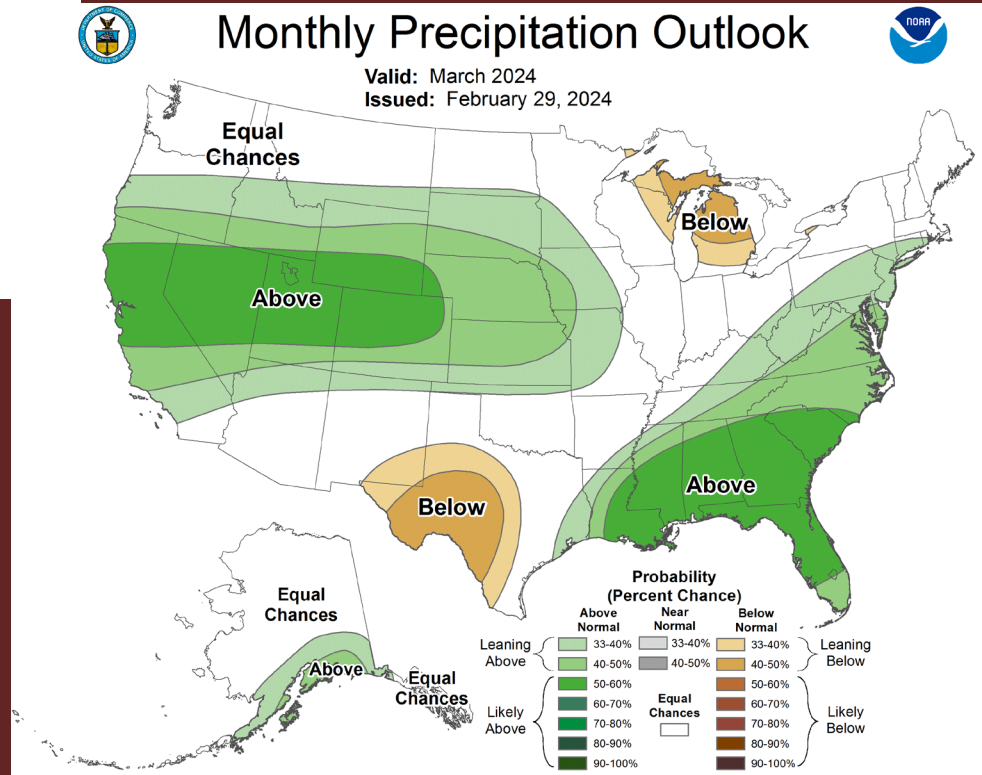 Monthly Precipitation Outlook
NOAA
Valid: March 2024
Issued: February 29, 2024
Equal
Chances
Below
Above
Above
Below
Equal
Chances
Above
Equal
Chances
Probability
(Percent Chance)
Above
Normal
Near
Normal
Below
Normal
Leaning
Above
33-40% 33-40% 33-40%
40-50% 40-50% 40-50%
Leaning
Below
Likely
Above
50-60% 50-60%
60-70% 60-70%
70-80% 70-80%
80-90% 80-90%
90-100% 90-100%
Equal
Chances
Likely
Below